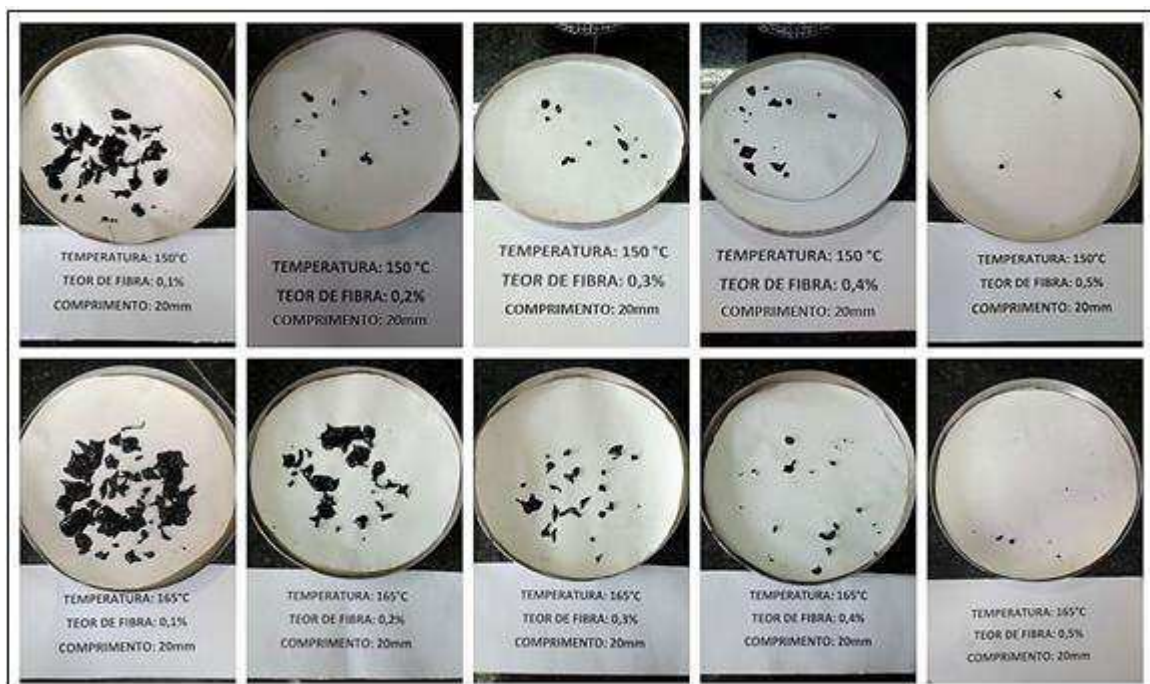 TEMPERATURA: 150°C
TEOR DE FIBRA: 0,1%
COMPRIMENTO: 20mm
TEMPERATURA: 150 °C
TEOR DE FIBRA: 0,2%
COMPRIMENTO: 20mm
TEMPERATURA: 150 °C
TEOR DE FIBRA: 0,3%
COMPRIMENTO: 20mm
TEMPERATURA: 150 °C
TEOR DE FIBRA: 0,4%
COMPRIMENTO: 20mm
TEMPERATURA: 150°C
TEOR DE FIBRA: 0,5%
COMPRIMENTO: 20mm
TEMPERATURA: 165°C
TEOR DE FIBRA: 0,1%
COMPRIMENTO: 20mm
TEMPERATURA: 165°C
TEOR DE FIBRA: 0,2%
COMPRIMENTO: 20mm
TEMPERATURA: 165°C
TEOR DE FIBRA: 0,3%
COMPRIMENTO: 20mm
TEMPERATURA: 165°C
TEOR DE FIBRA: 0,4%
COMPRIMENTO: 20mm
TEMPERATURA: 165°C
TEOR DE FIBRA: 0,5%
COMPRIMENTO: 20mm